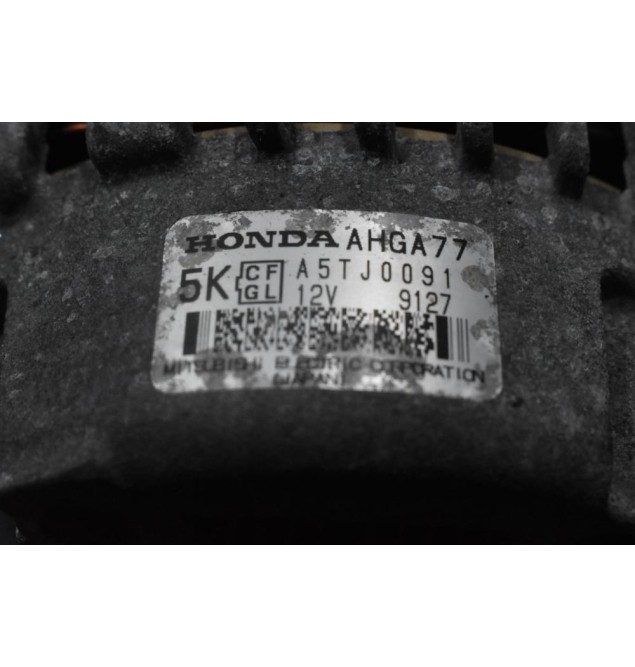 HONDA AHGA77
5K CF GL A5TJ0091
12V 9127
MITSUBISHI ELECTRIC CORPORATION
(JAPAN)